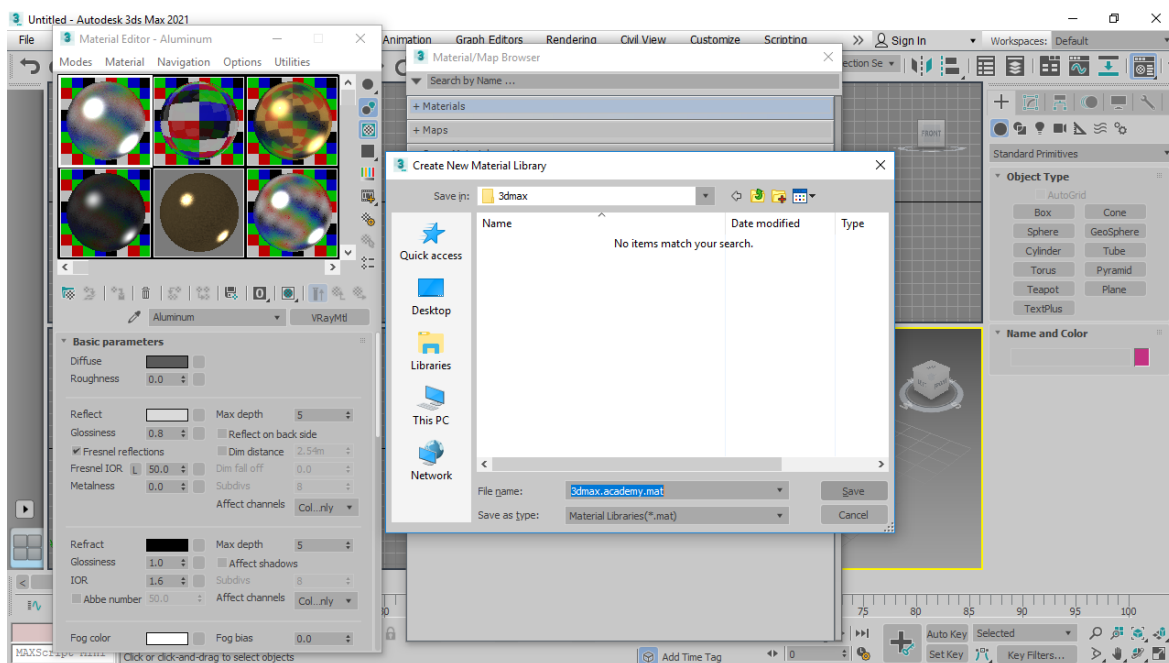 3 Untitled - Autodesk 3ds Max 2021
File Animation Graph Editors Rendering Civil View Customize Scripting Sign In Workspaces: Default
3 Material Editor - Aluminum
Modes Material Navigation Options Utilities
Aluminum VRayMtl
Basic parameters
Diffuse
Roughness 0.0
Reflect Max depth 5
Glossiness 0.8 Reflect on back side
Fresnel reflections Dim distance 2.54m
Fresnel IOR L 50.0 Dim fall off 0.0
Metalness 0.0 Subdivs 8
Affect channels Col...nly
Refract Max depth 5
Glossiness 1.0 Affect shadows
IOR 1.6 Subdivs 8
Abbe number 50.0 Affect channels Col...nly
Fog color Fog bias 0.0
3 Material/Map Browser
Search by Name ...
+ Materials
+ Maps
3 Create New Material Library
Save in: 3dmax
Name Date modified Type
No items match your search.
Quick access
Desktop
Libraries
This PC
Network
File name: 3dmax.academy.mat Save
Save as type: Material Libraries(*.mat) Cancel
ection Se
FRONT
Standard Primitives
Object Type
AutoGrid
Box Cone
Sphere GeoSphere
Cylinder Tube
Torus Pyramid
Teapot Plane
TextPlus
Name and Color
75 80 85 90 95 100
Auto Key Selected
Set Key Key Filters...
MAXScript Mini Click or click-and-drag to select objects Add Time Tag 0